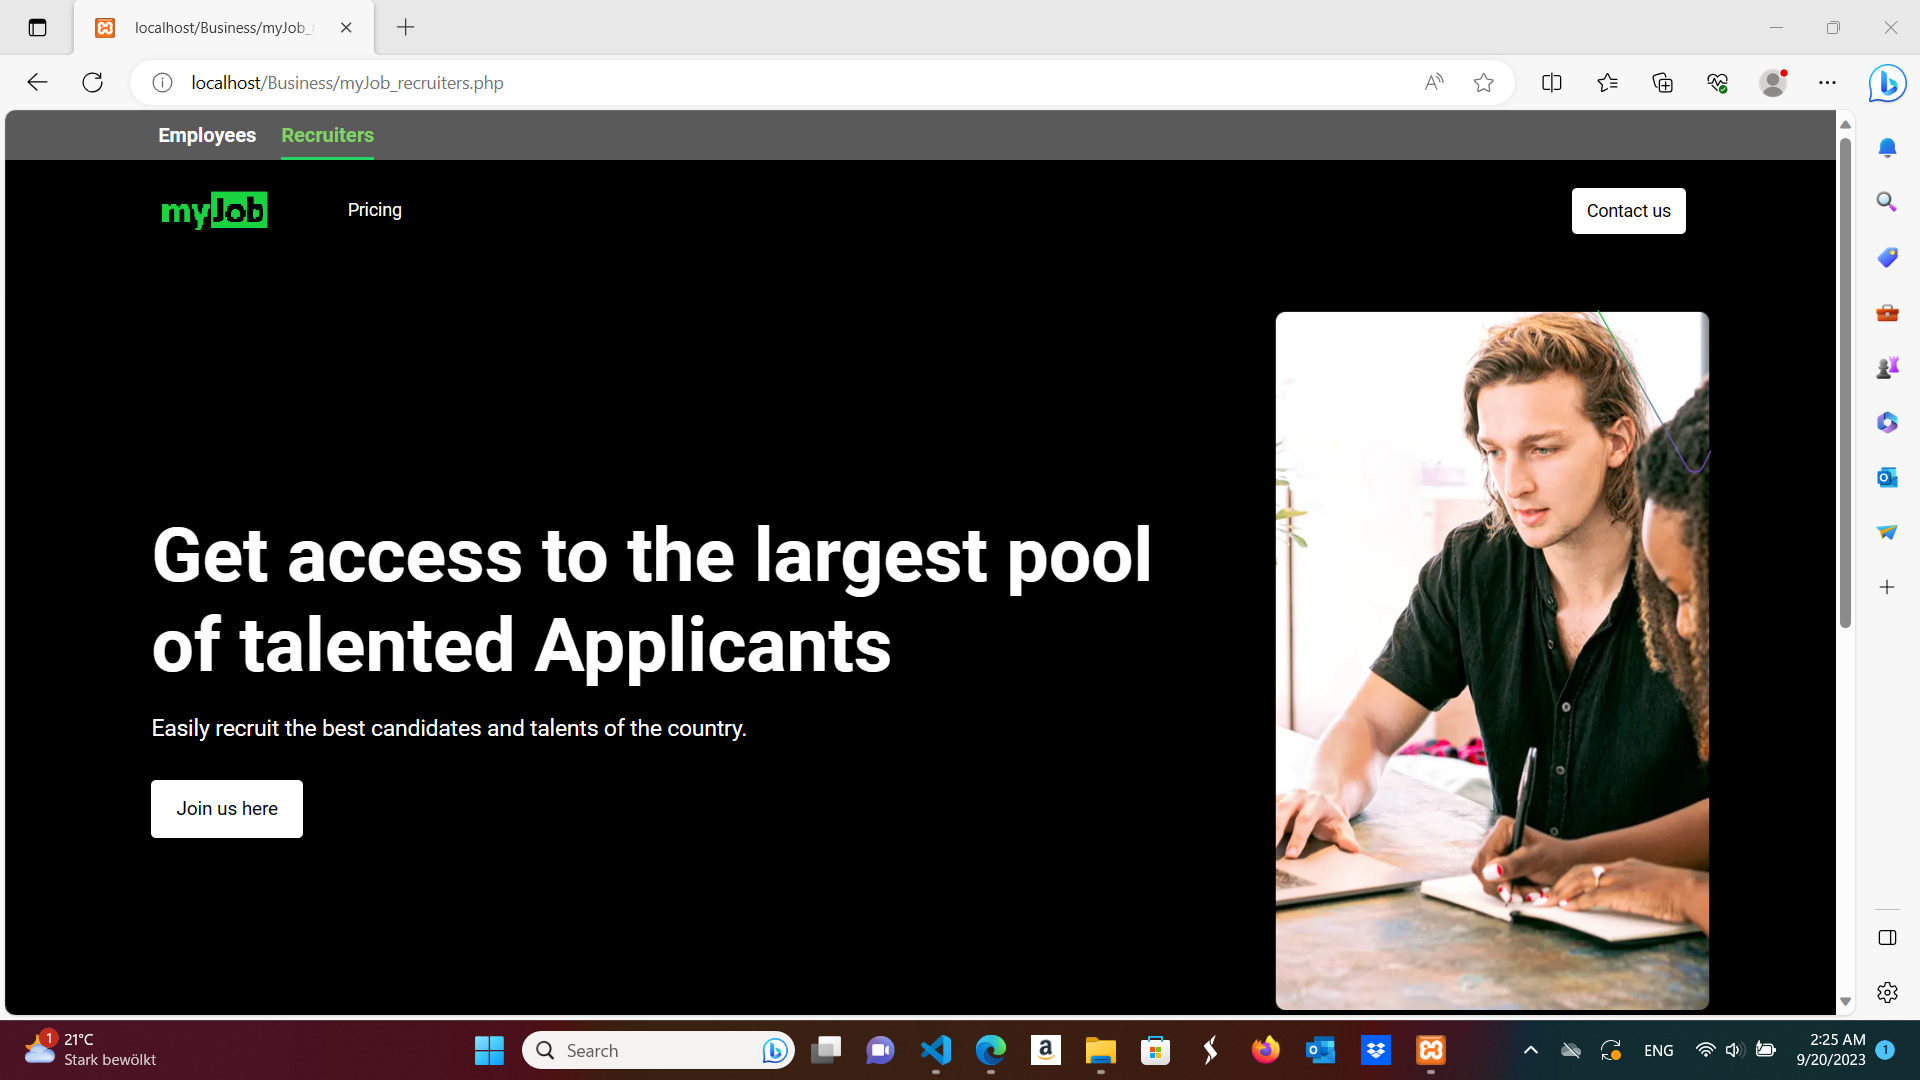 localhost/Business/myJob_r
localhost/Business/myJob_recruiters.php
Employees Recruiters
myJob Pricing Contact us
Get access to the largest pool
of talented Applicants
Easily recruit the best candidates and talents of the country.
Join us here
1 21°C
Stark bewölkt
Search
ENG
2:25 AM
9/20/2023
1